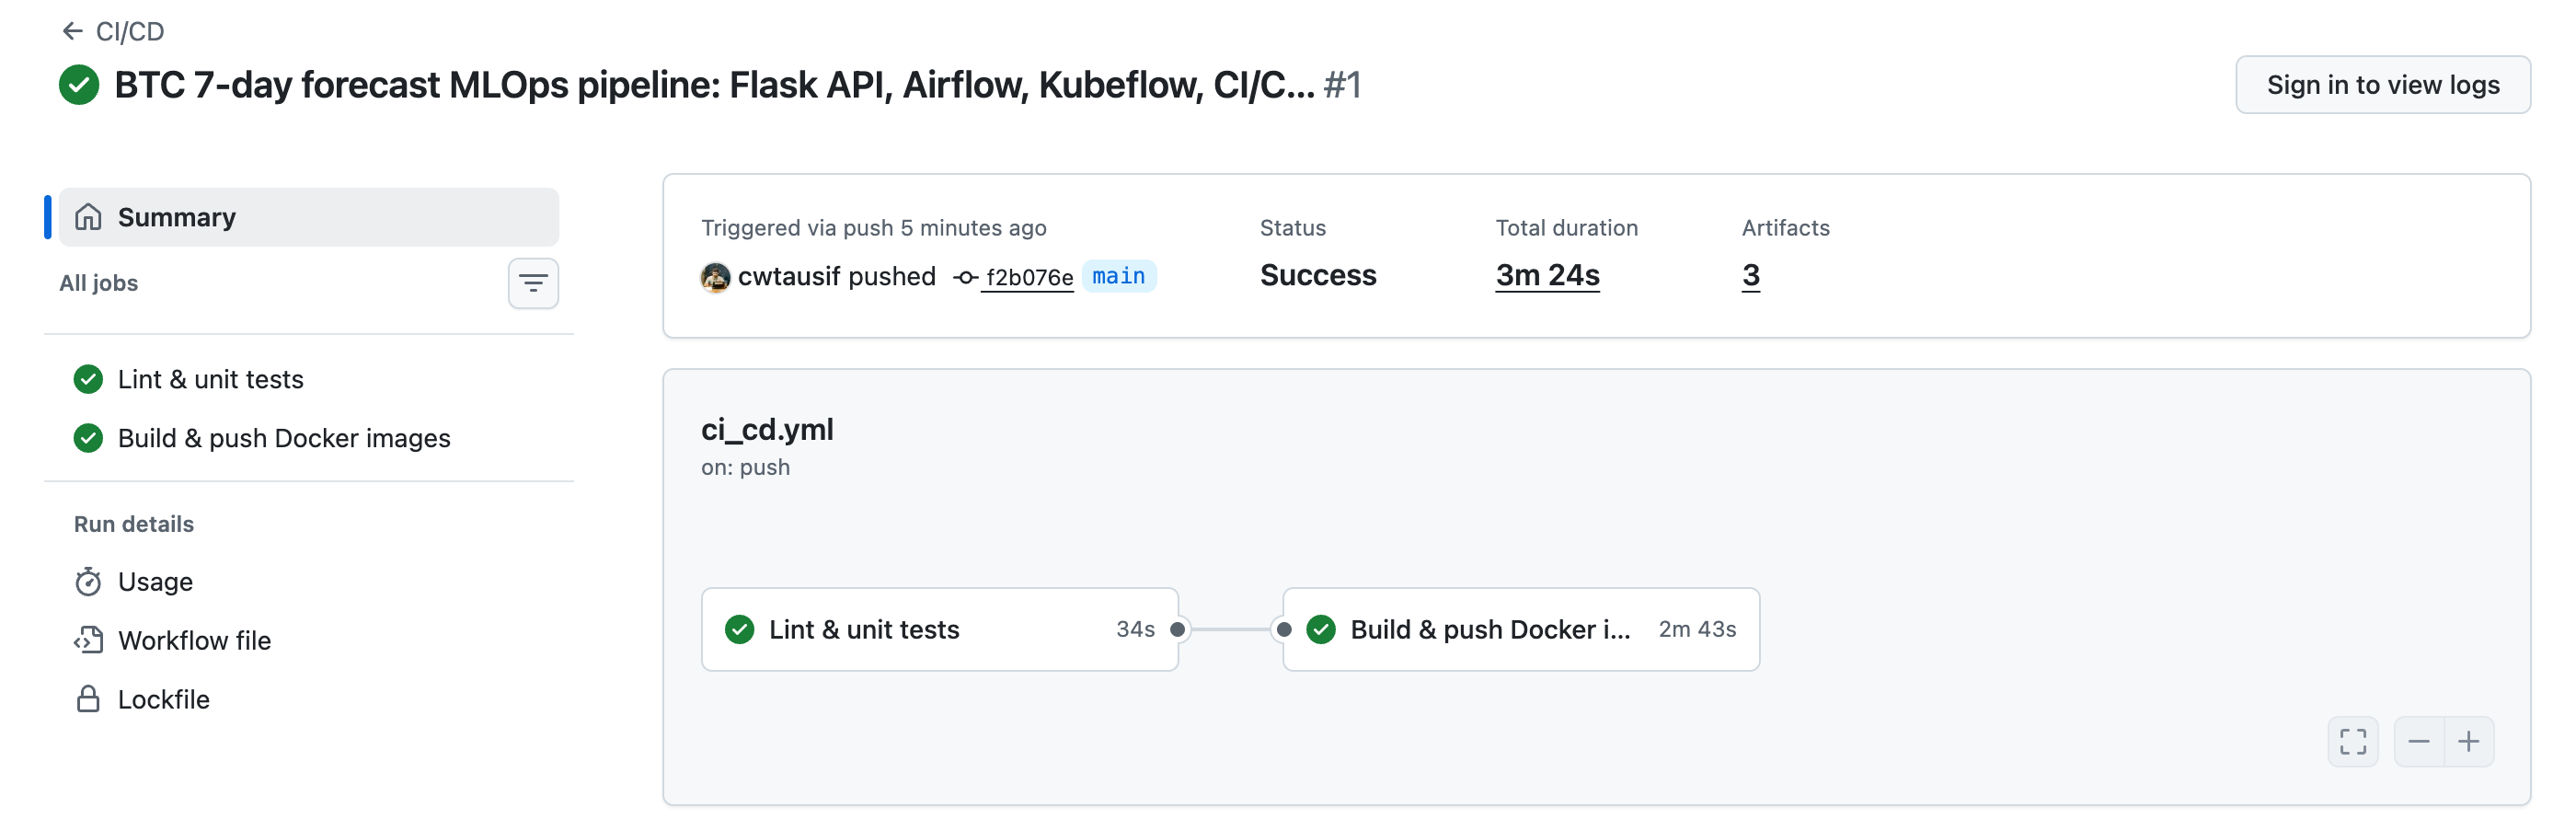 CI/CD
BTC 7-day forecast MLOps pipeline: Flask API, Airflow, Kubeflow, CI/C... #1
Sign in to view logs
Summary
All jobs
Lint & unit tests
Build & push Docker images
Run details
Usage
Workflow file
Lockfile
Triggered via push 5 minutes ago
cwtausif pushed f2b076e main
Status
Success
Total duration
3m 24s
Artifacts
3
ci_cd.yml
on: push
Lint & unit tests 34s
Build & push Docker i... 2m 43s